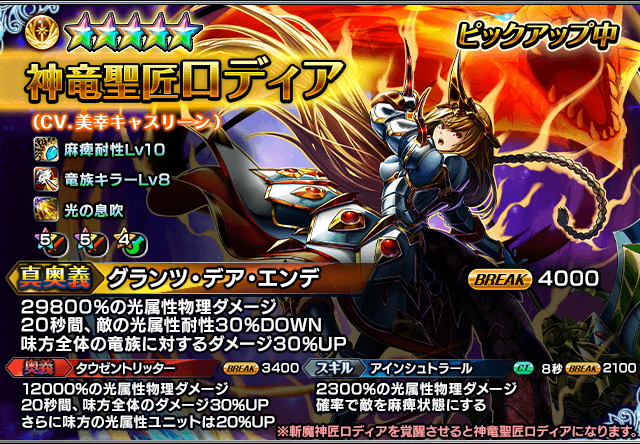 ピックアップ中
神竜聖匠ロディア
(CV.美幸キャスリーン)
麻痺耐性Lv10
竜族キラーLv8
光の息吹
5 5 4
真奥義 グランツ・デア・エンデ BREAK 4000
29800%の光属性物理ダメージ
20秒間、敵の光属性耐性30%DOWN
味方全体の竜族に対するダメージ30%UP
奥義 タウゼントリッター BREAK 3400
12000%の光属性物理ダメージ
20秒間、味方全体のダメージ30%UP
さらに味方の光属性ユニットは20%UP
スキル アインシュトラール C.T. 8秒 BREAK 2100
2300%の光属性物理ダメージ
確率で敵を麻痺状態にする
※斬魔神匠ロディアを覚醒させると神竜聖匠ロディアになります。